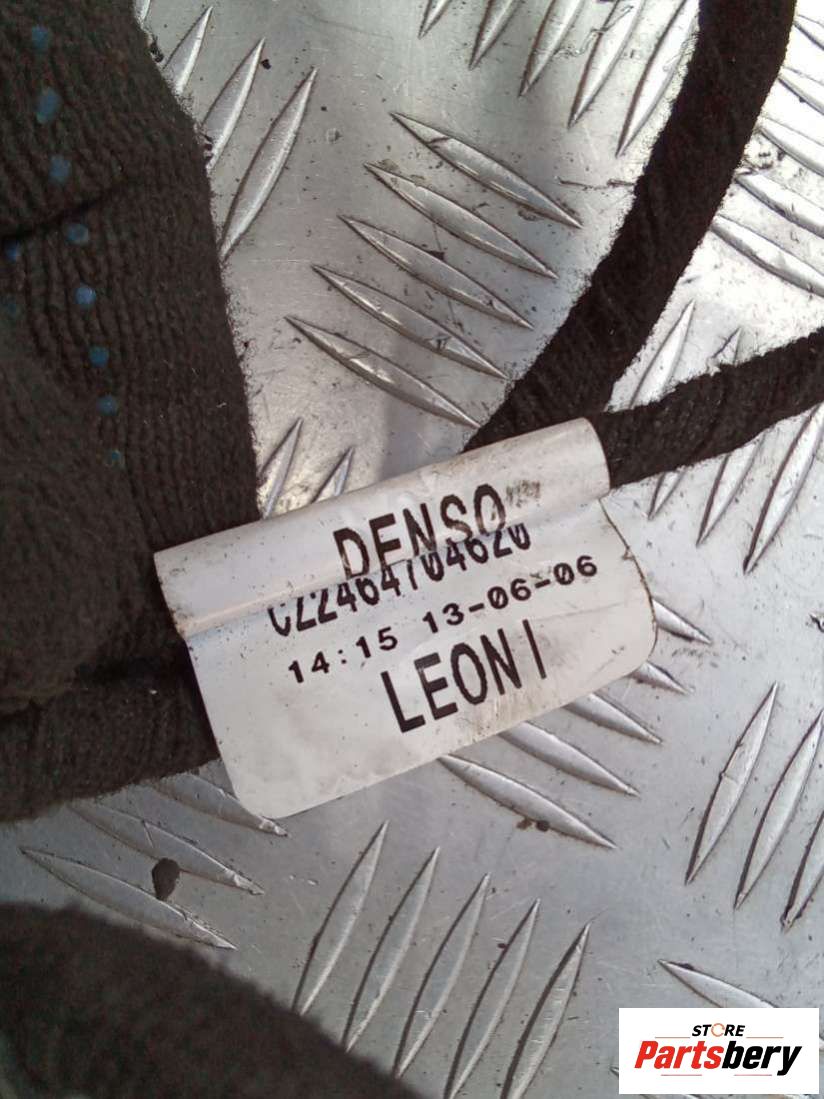 DENSO
CZ2464704620
14:15 13-06-06
LEONI
STORE
Partsbery